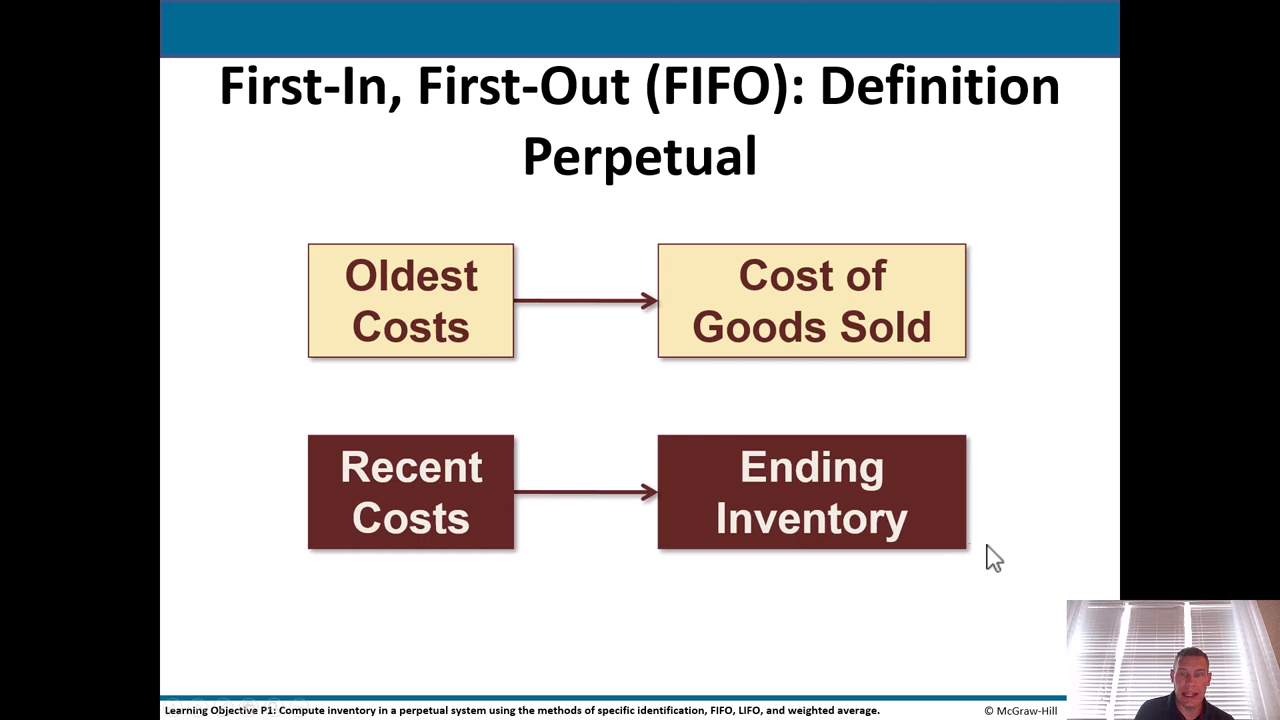 First-In, First-Out (FIFO): Definition
Perpetual
Oldest
Costs
Cost of
Goods Sold
Recent
Costs
Ending
Inventory
Learning Objective P1: Compute inventory in a perpetual system using the methods of specific identification, FIFO, LIFO, and weighted average.
© McGraw-Hill